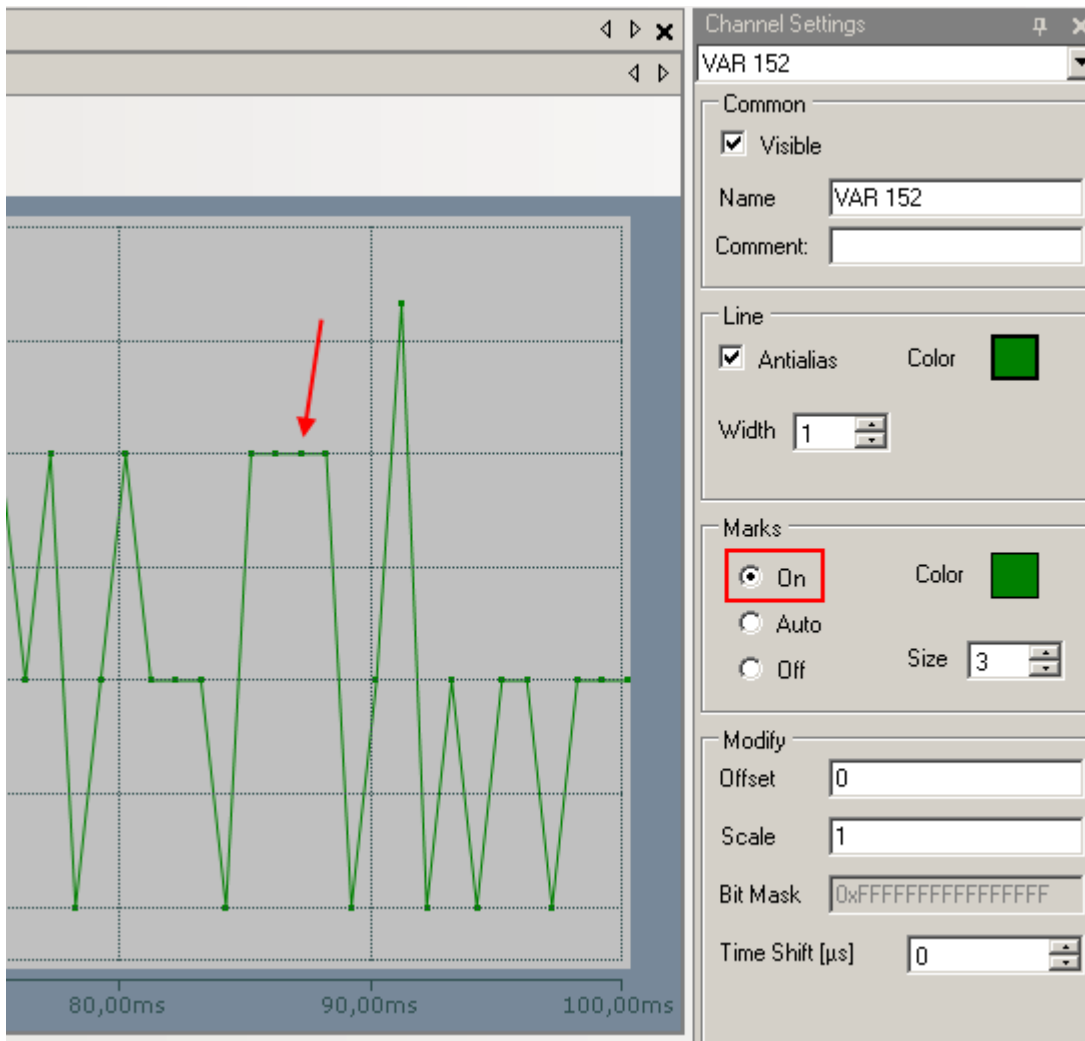 Channel Settings
VAR 152
Common
Visible
Name VAR 152
Comment:
Line
Antialias Color
Width 1
Marks
On Color
Auto
Off Size 3
Modify
Offset 0
Scale 1
Bit Mask 0xFFFFFFFFFFFFFFFF
Time Shift [µs] 0
80,00ms 90,00ms 100,00ms